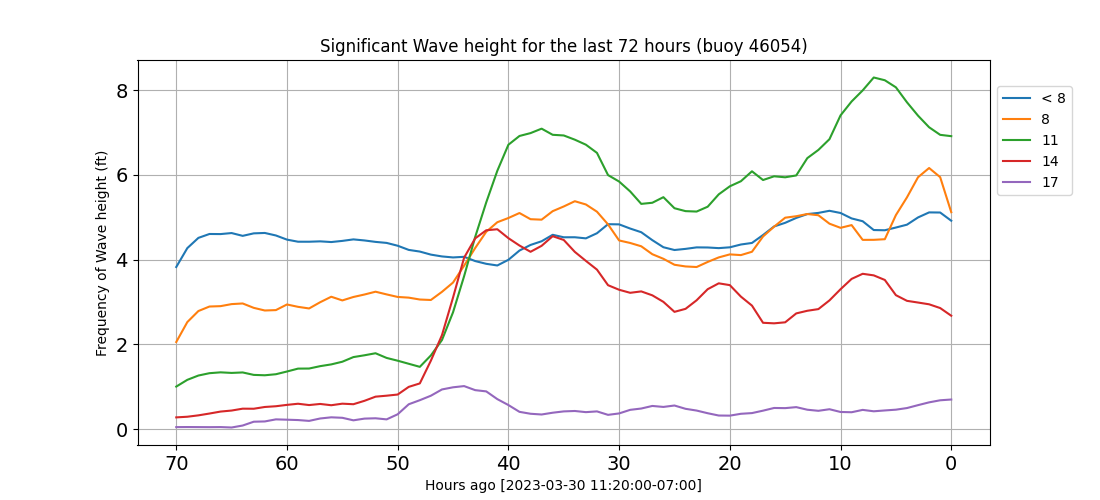 Significant Wave height for the last 72 hours (buoy 46054)
Frequency of Wave height (ft)
8
6
4
2
0
70 60 50 40 30 20 10 0
Hours ago [2023-03-30 11:20:00-07:00]
< 8
8
11
14
17